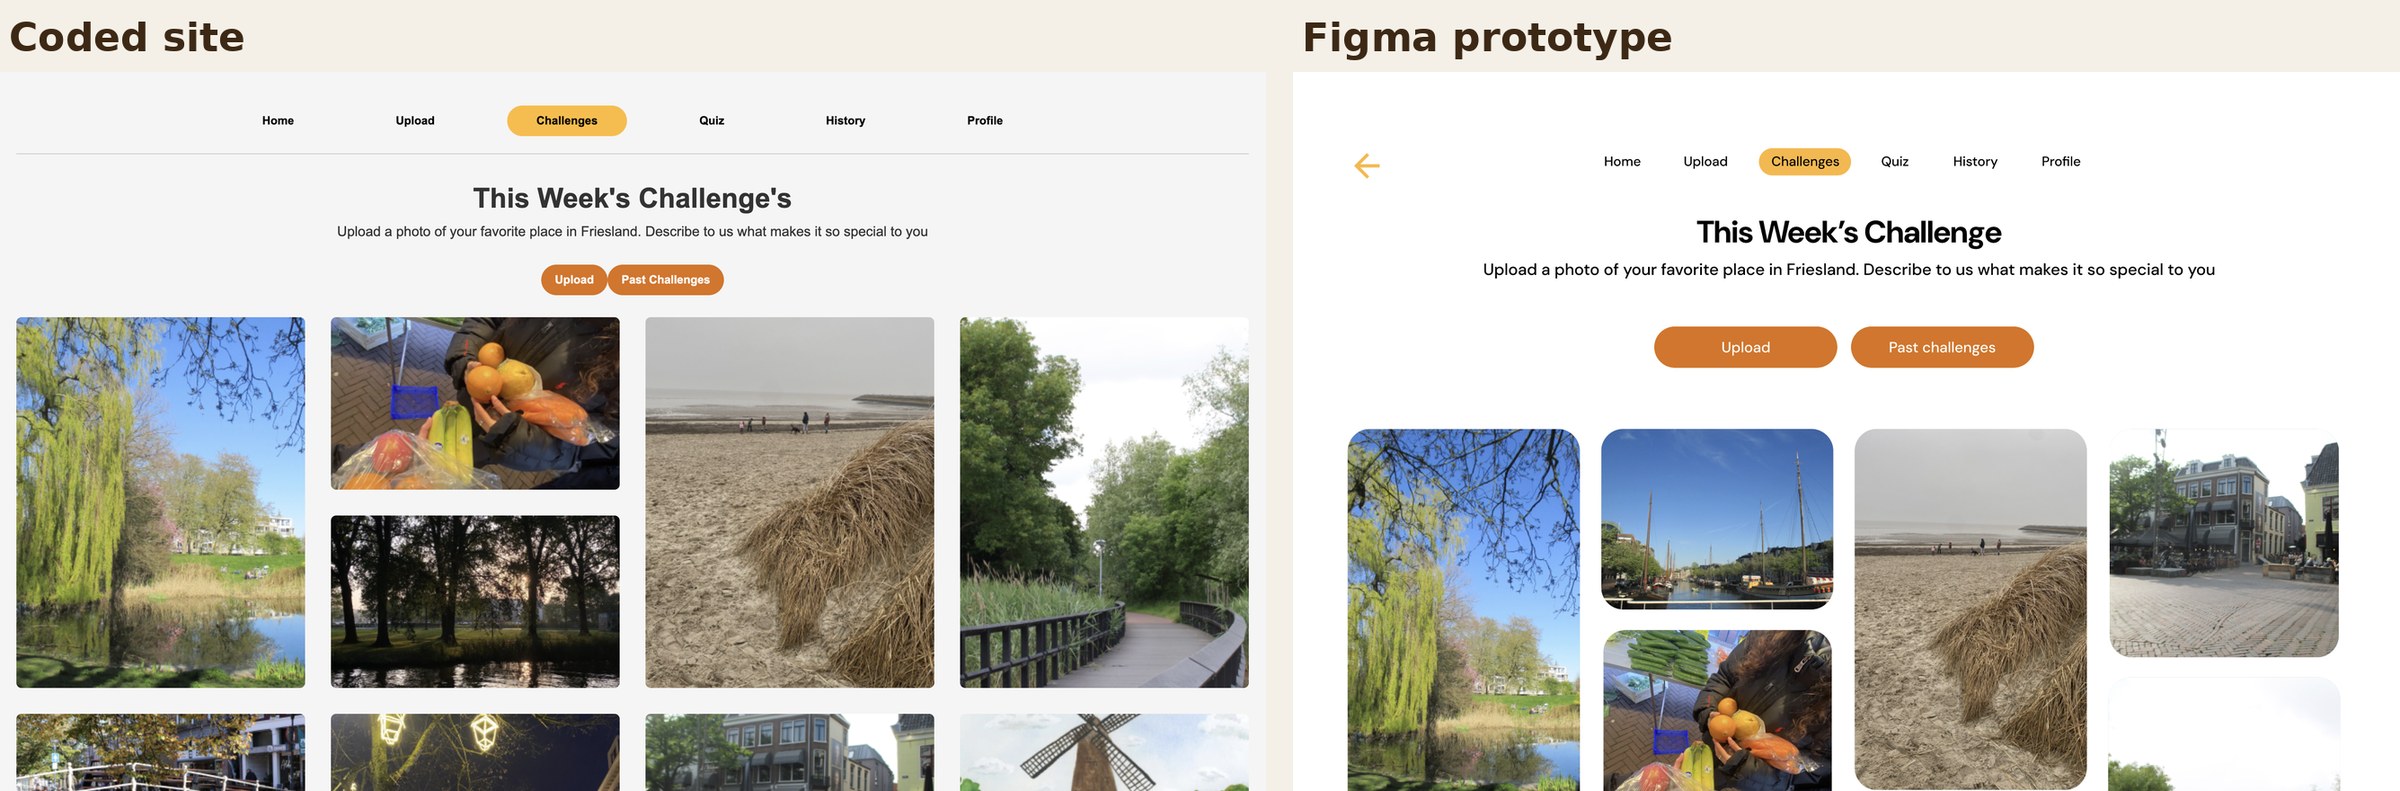 Coded site
Home Upload Challenges Quiz History Profile
This Week's Challenge's
Upload a photo of your favorite place in Friesland. Describe to us what makes it so special to you
Upload Past Challenges
Figma prototype
Home Upload Challenges Quiz History Profile
This Week’s Challenge
Upload a photo of your favorite place in Friesland. Describe to us what makes it so special to you
Upload Past challenges